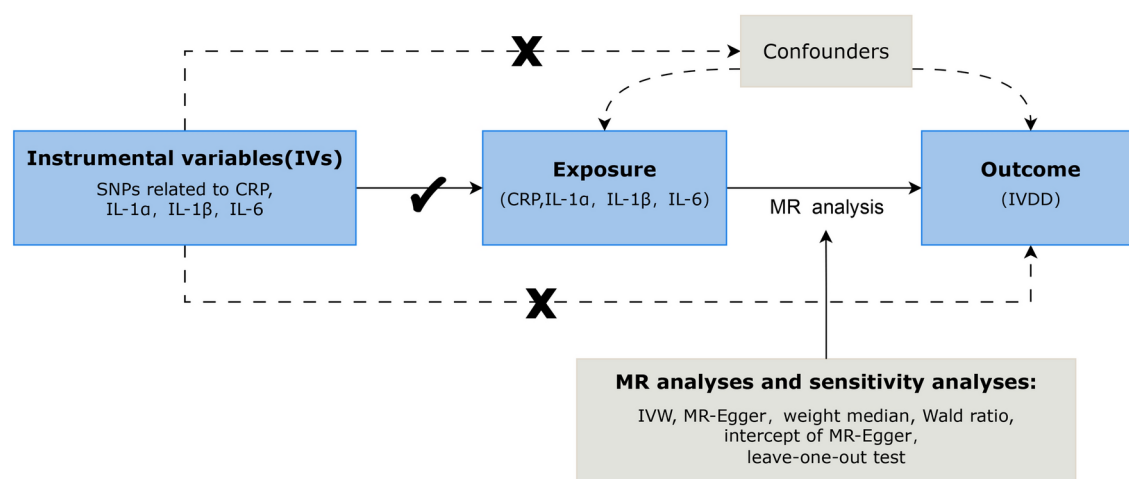 Confounders
Instrumental variables(IVs)
SNPs related to CRP,
IL-1α, IL-1β, IL-6
Exposure
(CRP,IL-1α, IL-1β, IL-6)
MR analysis
Outcome
(IVDD)
MR analyses and sensitivity analyses:
IVW, MR-Egger, weight median, Wald ratio,
intercept of MR-Egger,
leave-one-out test